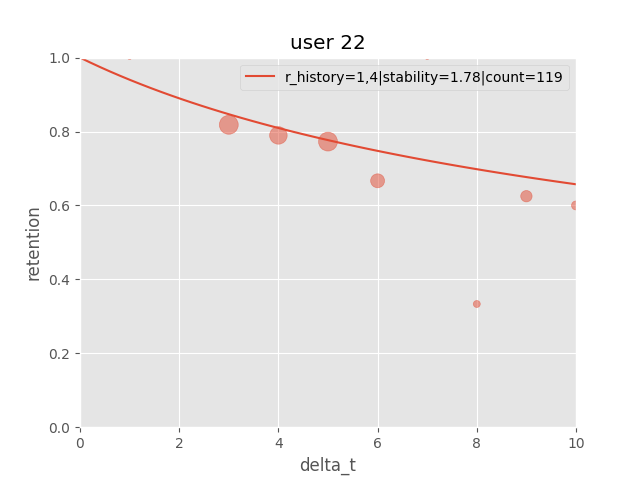 user 22
r_history=1,4|stability=1.78|count=119
retention
1.0
0.8
0.6
0.4
0.2
0.0
0 2 4 6 8 10
delta_t